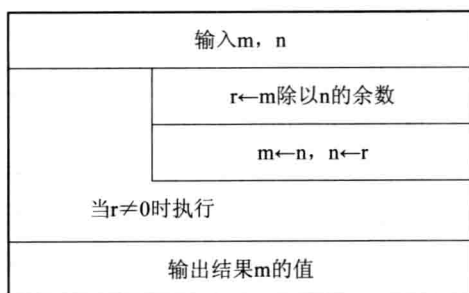 输入m，n
r←m除以n的余数
m←n，n←r
当r≠0时执行
输出结果m的值